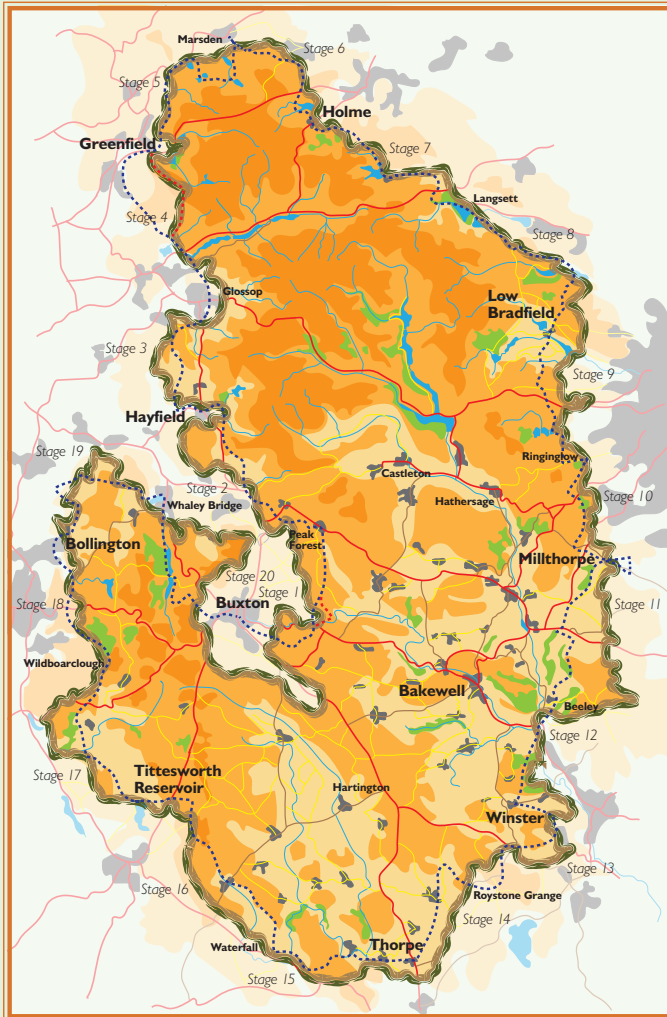 Marsden
Stage 6
Stage 5
Holme
Greenfield
Stage 7
Langsett
Stage 4
Stage 8
Glossop
Low
Bradfield
Stage 3
Stage 9
Hayfield
Stage 19
Ringinglow
Castleton
Stage 2
Hathersage
Stage 10
Whaley Bridge
Peak
Forest
Bollington
Millthorpe
Stage 20
Stage 1
Buxton
Stage 18
Stage 11
Wildboarclough
Bakewell
Beeley
Stage 12
Stage 17
Tittesworth
Reservoir
Hartington
Winster
Stage 13
Stage 16
Roystone Grange
Stage 14
Waterfall
Thorpe
Stage 15